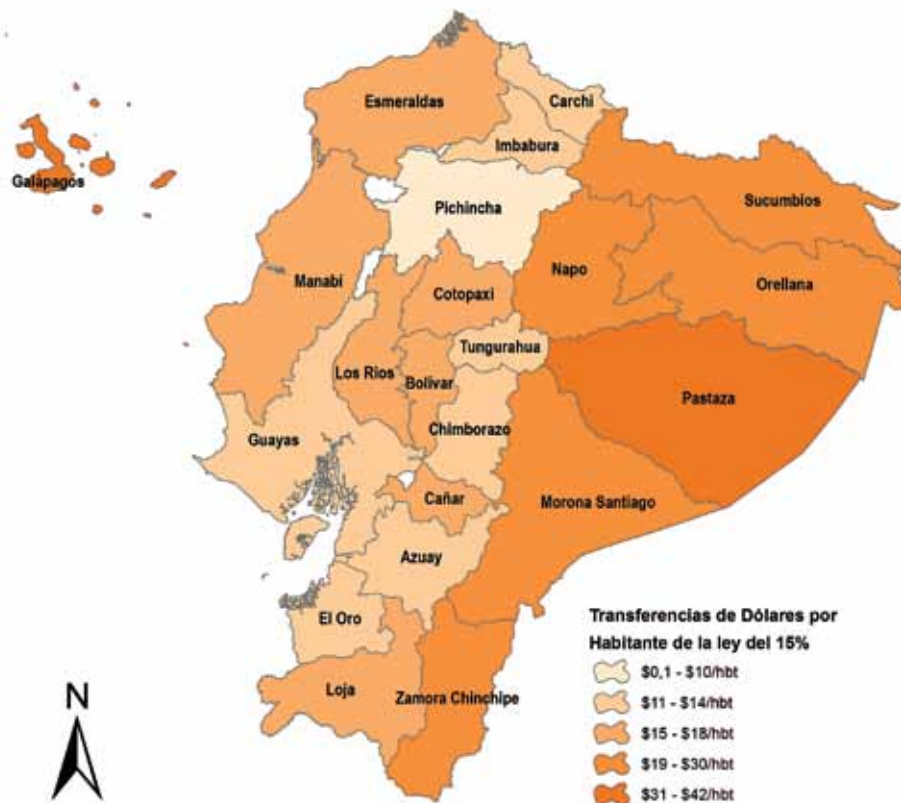 Esmeraldas
Carchi
Imbabura
Galápagos
Pichincha
Sucumbios
Napo
Orellana
Manabí
Cotopaxi
Tungurahua
Los Rios
Bolívar
Pastaza
Chimborazo
Guayas
Cañar
Morona Santiago
Azuay
El Oro
Loja
Zamora Chinchipe
N
Transferencias de Dólares por
Habitante de la ley del 15%
$0,1 - $10/hbt
$11 - $14/hbt
$15 - $18/hbt
$19 - $30/hbt
$31 - $42/hbt